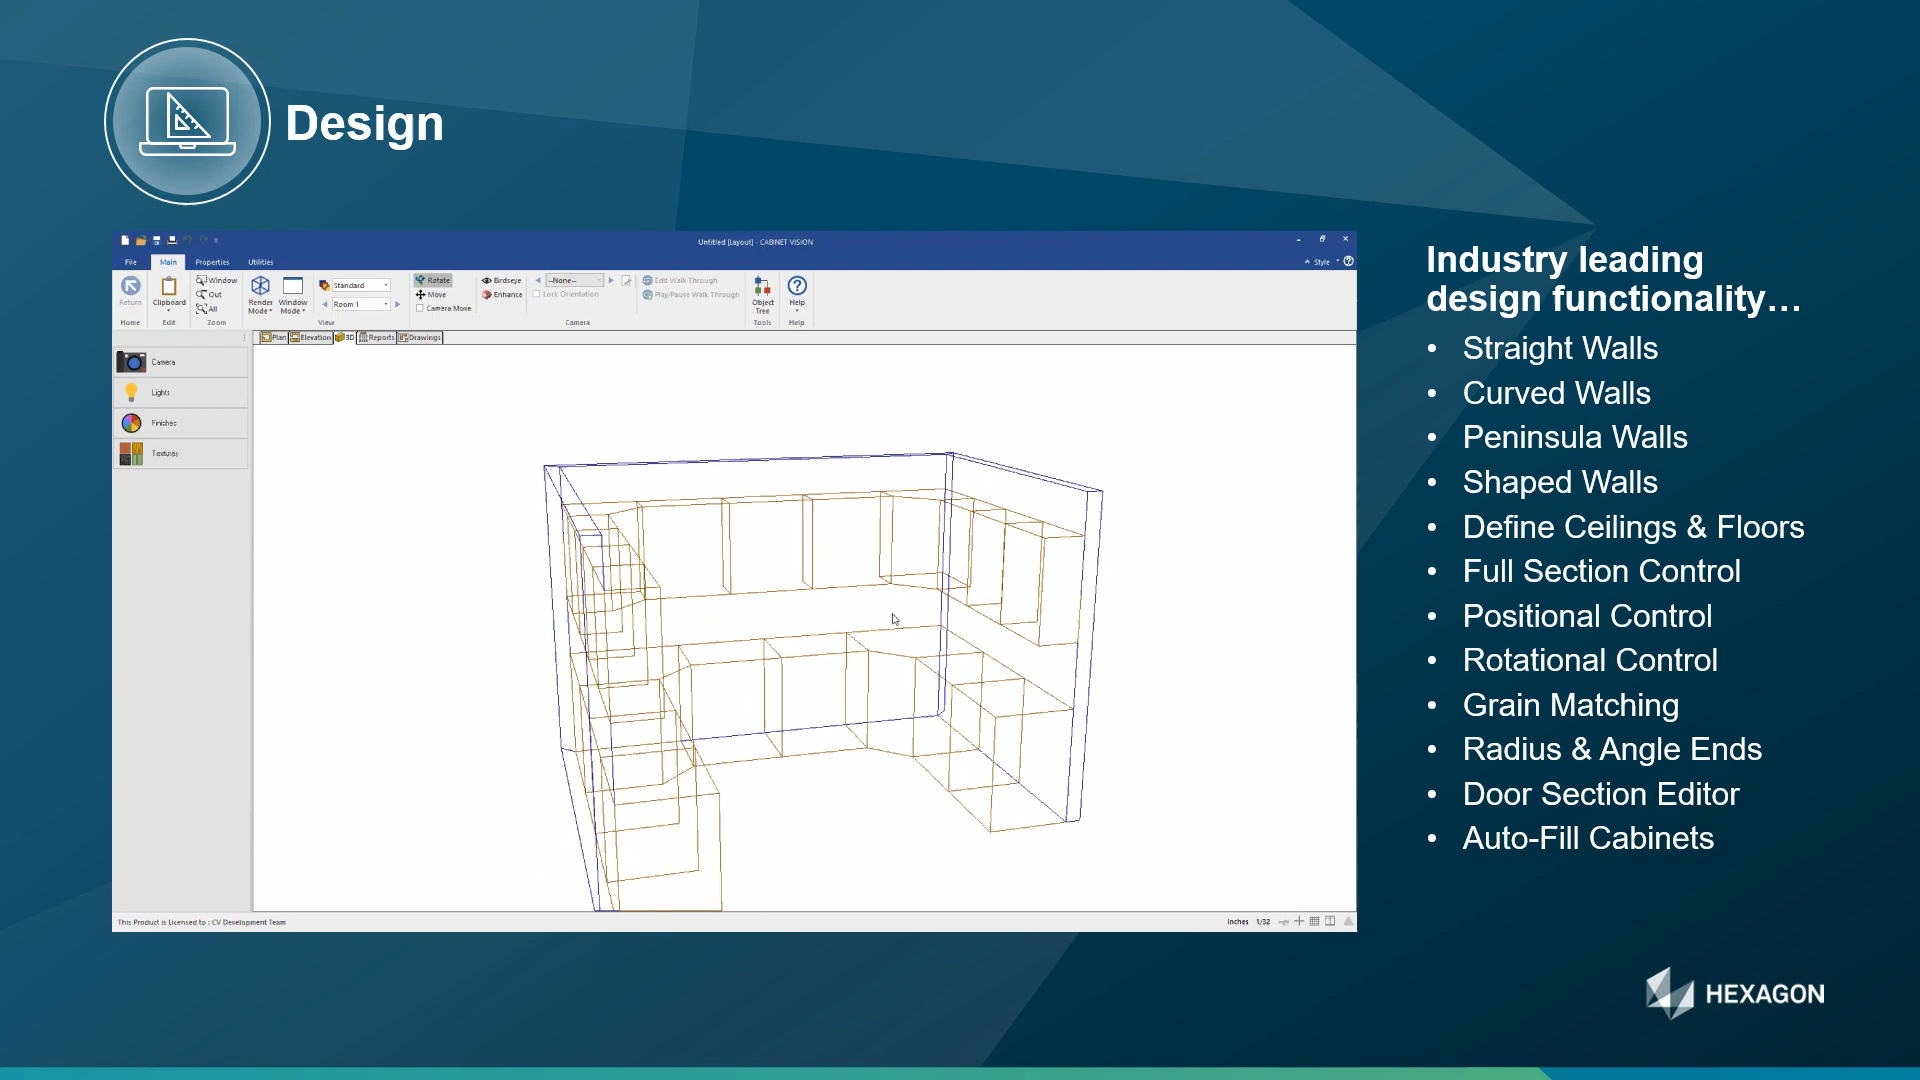 Design
Untitled [Layout] - CABINET VISION
File Main Properties Utilities Style
Return Clipboard Window Out All Render Mode Window Mode Standard Room 1 Rotate Move Camera Move Birdseye Enhance --None-- Lock Orientation Edit Walk Through Play/Pause Walk Through Object Tree Help
Home Edit Zoom View Camera Tools Help
Plan Elevation 3D Reports Drawings
Camera
Lights
Finishes
Textures
This Product is Licensed to : CV Development Team
Inches 1/32
Industry leading
design functionality…
• Straight Walls
• Curved Walls
• Peninsula Walls
• Shaped Walls
• Define Ceilings & Floors
• Full Section Control
• Positional Control
• Rotational Control
• Grain Matching
• Radius & Angle Ends
• Door Section Editor
• Auto-Fill Cabinets
HEXAGON